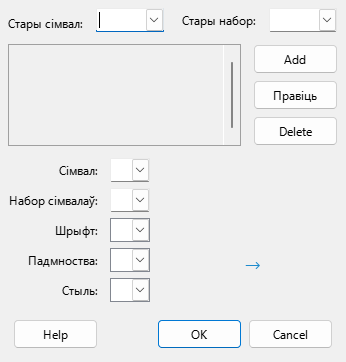 Стары сімвал: Стары набор:
Add
Правіць
Delete
Сімвал:
Набор сімвалаў:
Шрыфт:
Падмноства:
→
Стыль:
Help OK Cancel